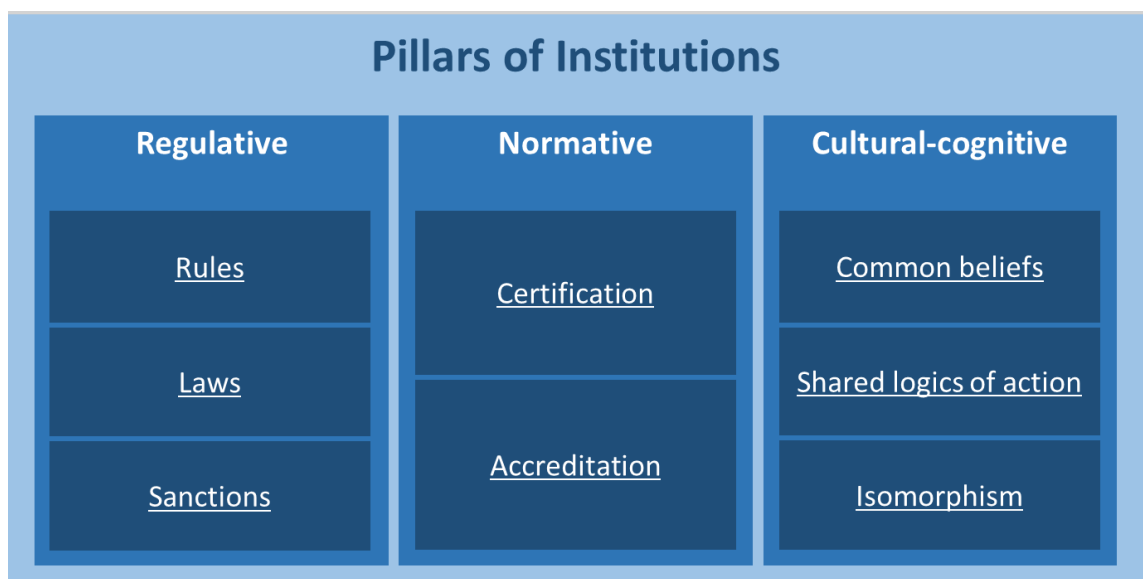 Pillars of Institutions
Regulative
Rules
Laws
Sanctions
Normative
Certification
Accreditation
Cultural-cognitive
Common beliefs
Shared logics of action
Isomorphism